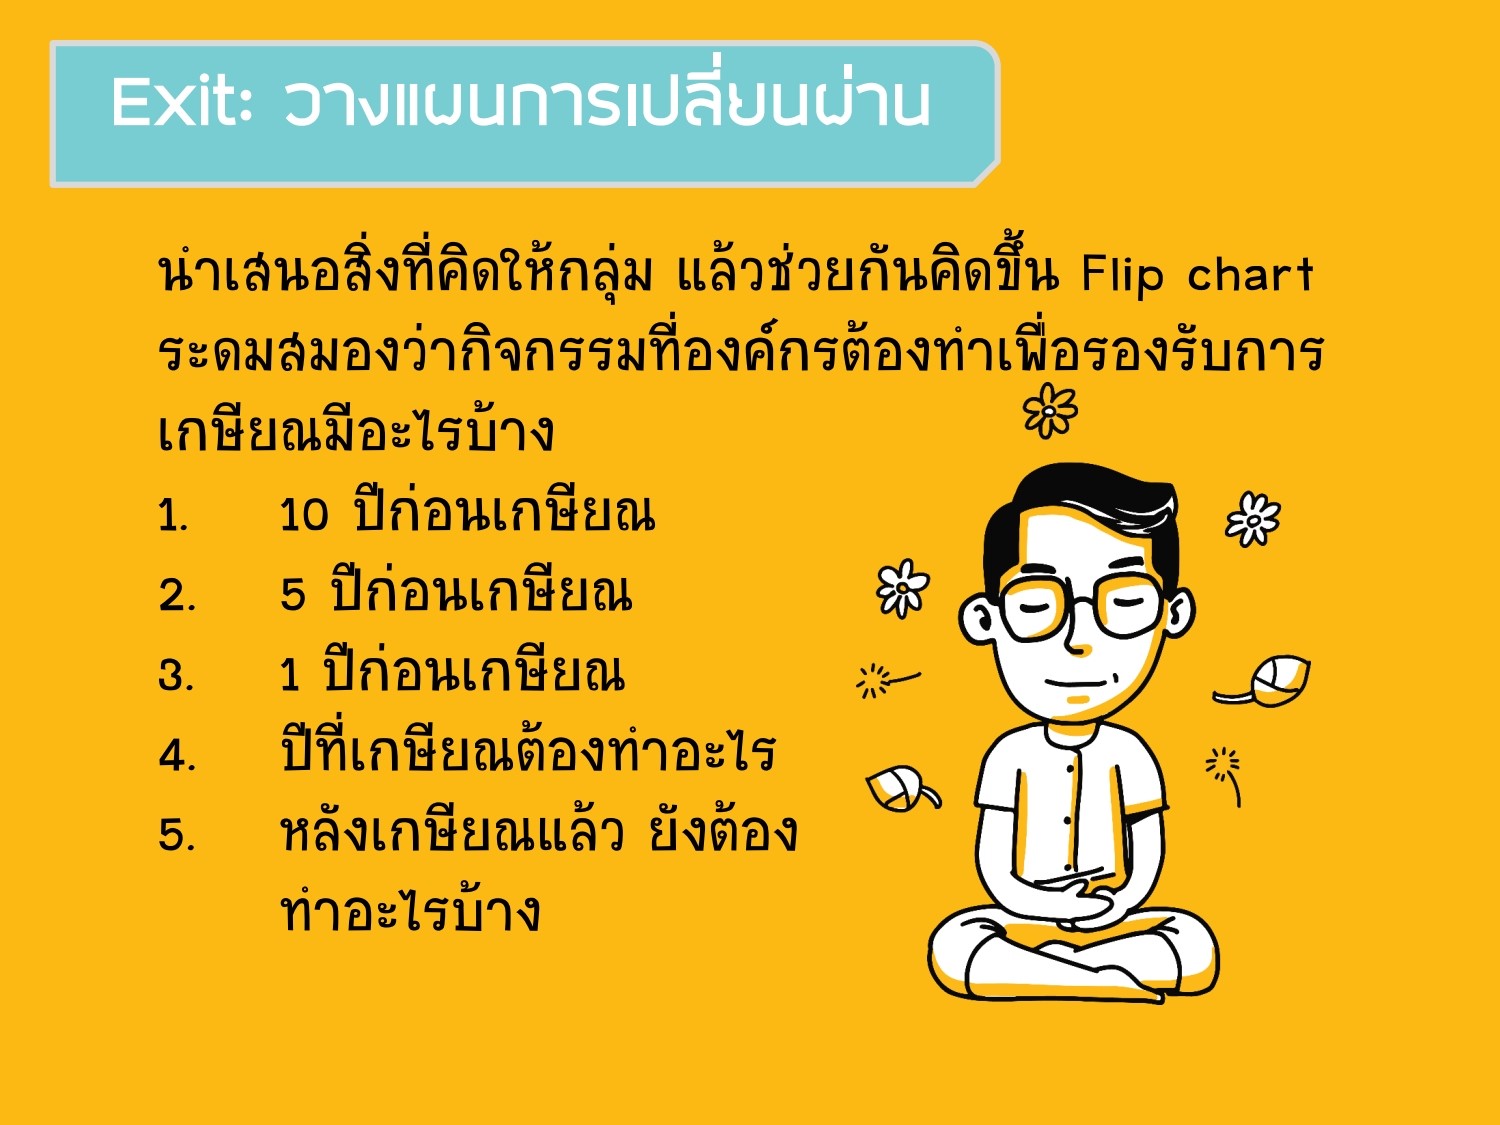 Exit: วางแผนการเปลี่ยนผ่าน
นำเสนอสิ่งที่คิดให้กลุ่ม แล้วช่วยกันคิดขึ้น Flip chart
ระดมสมองว่ากิจกรรมที่องค์กรต้องทำเพื่อรองรับการ
เกษียณมีอะไรบ้าง
1. 10 ปีก่อนเกษียณ
2. 5 ปีก่อนเกษียณ
3. 1 ปีก่อนเกษียณ
4. ปีที่เกษียณต้องทำอะไร
5. หลังเกษียณแล้ว ยังต้อง
ทำอะไรบ้าง